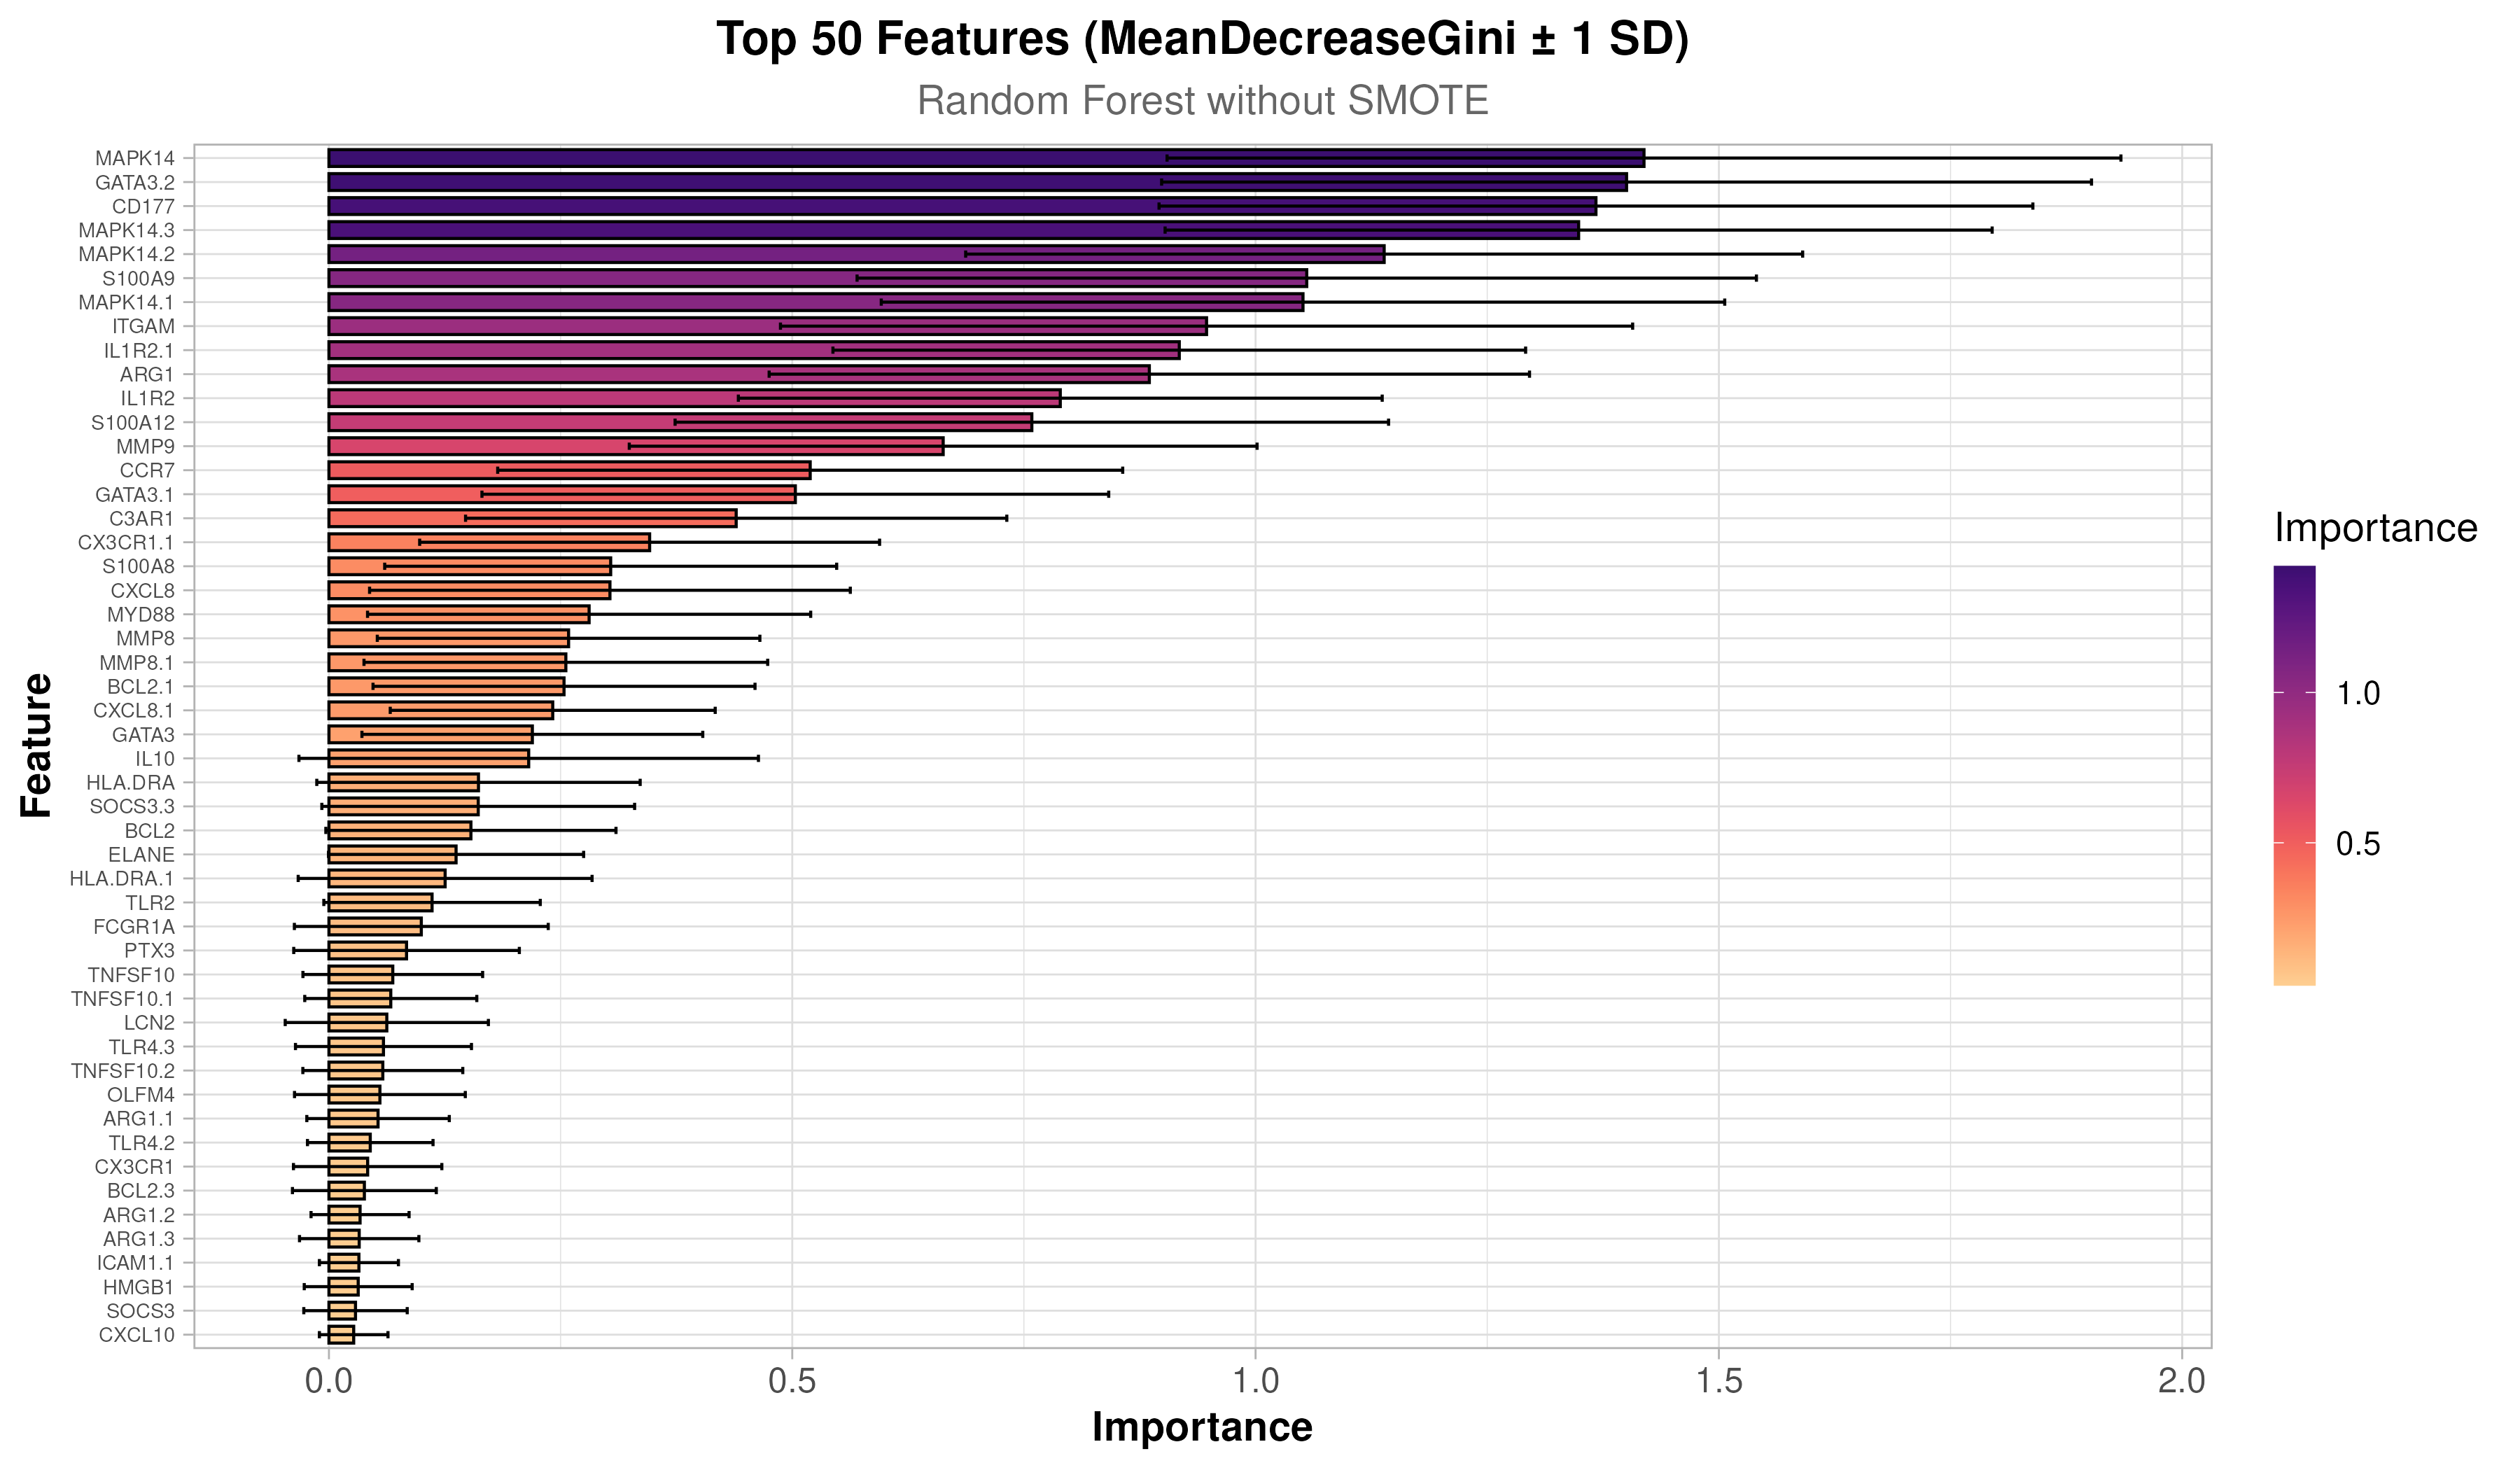 Top 50 Features (MeanDecreaseGini ± 1 SD)
Random Forest without SMOTE
Feature
MAPK14
GATA3.2
CD177
MAPK14.3
MAPK14.2
S100A9
MAPK14.1
ITGAM
IL1R2.1
ARG1
IL1R2
S100A12
MMP9
CCR7
GATA3.1
C3AR1
CX3CR1.1
S100A8
CXCL8
MYD88
MMP8
MMP8.1
BCL2.1
CXCL8.1
GATA3
IL10
HLA.DRA
SOCS3.3
BCL2
ELANE
HLA.DRA.1
TLR2
FCGR1A
PTX3
TNFSF10
TNFSF10.1
LCN2
TLR4.3
TNFSF10.2
OLFM4
ARG1.1
TLR4.2
CX3CR1
BCL2.3
ARG1.2
ARG1.3
ICAM1.1
HMGB1
SOCS3
CXCL10
0.0 0.5 1.0 1.5 2.0
Importance
Importance
1.0
0.5